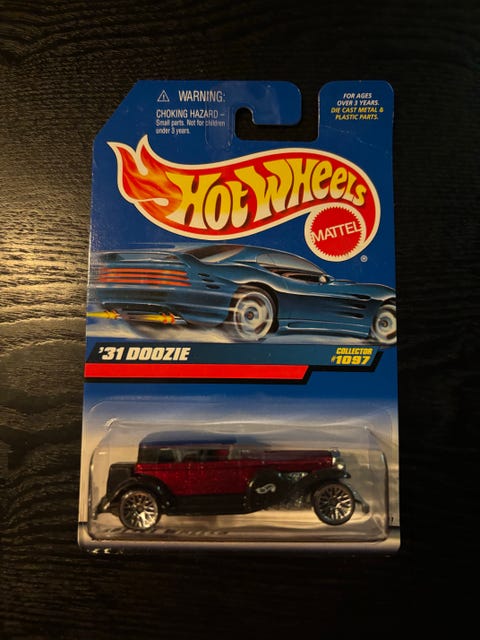 ⚠ WARNING:
CHOKING HAZARD –
Small parts. Not for children
under 3 years.
FOR AGES
OVER 3 YEARS.
DIE CAST METAL &
PLASTIC PARTS.
HOT WHEELS
MATTEL
®
'31 DOOZIE
COLLECTOR
#1097